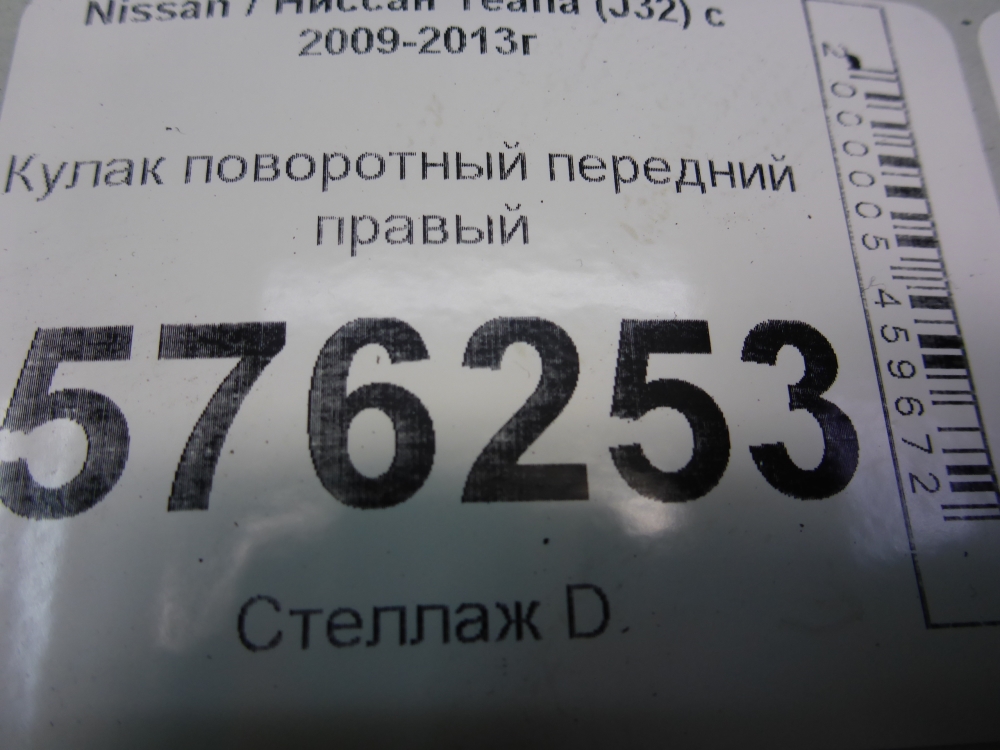 Nissan / Ниссан Teana (J32) с
2009-2013г
Кулак поворотный передний
правый
576253
Стеллаж D
2000005459672